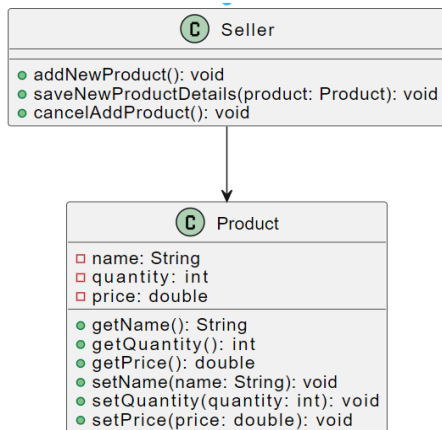 C Seller
addNewProduct(): void
saveNewProductDetails(product: Product): void
cancelAddProduct(): void
C Product
name: String
quantity: int
price: double
getName(): String
getQuantity(): int
getPrice(): double
setName(name: String): void
setQuantity(quantity: int): void
setPrice(price: double): void